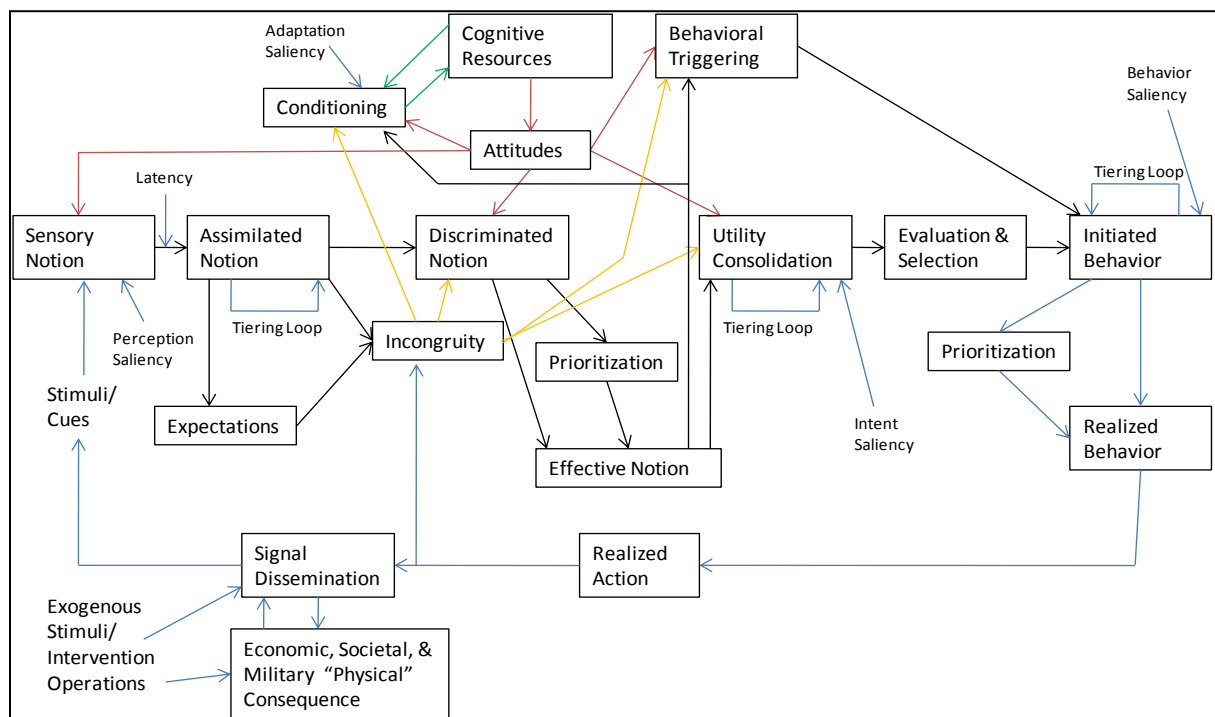 Adaptation
Saliency
Cognitive
Resources
Behavioral
Triggering
Behavior
Saliency
Conditioning
Attitudes
Latency
Tiering Loop
Sensory
Notion
Assimilated
Notion
Discriminated
Notion
Utility
Consolidation
Evaluation &
Selection
Initiated
Behavior
Perception
Saliency
Tiering Loop
Incongruity
Tiering Loop
Prioritization
Prioritization
Stimuli/
Cues
Expectations
Intent
Saliency
Realized
Behavior
Effective Notion
Signal
Dissemination
Realized
Action
Exogenous
Stimuli/
Intervention
Operations
Economic, Societal, &
Military “Physical”
Consequence